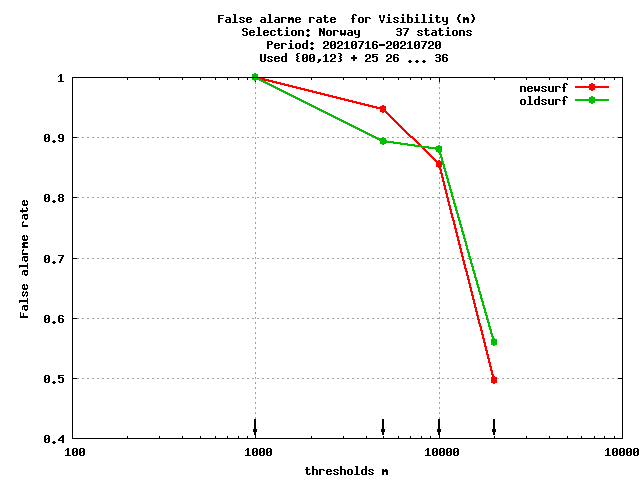 False alarme rate  for Visibility (m)
Selection: Norway     37 stations
Period: 20210716-20210720
Used {00,12} + 25 26 ... 36
newsurf
oldsurf
1
0.9
0.8
0.7
0.6
0.5
0.4
False alarme rate
100
1000
10000
10000
thresholds m